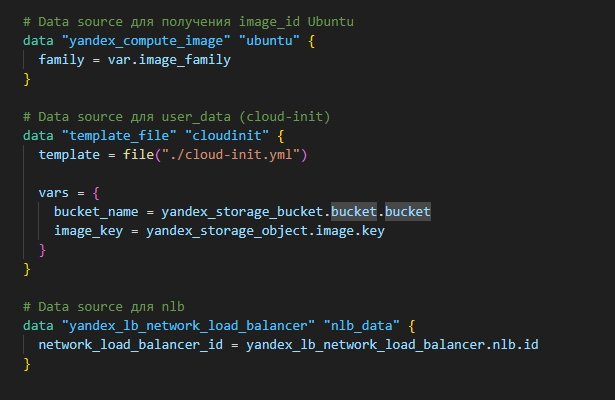 # Data source для получения image_id Ubuntu
data "yandex_compute_image" "ubuntu" {
  family = var.image_family
}

# Data source для user_data (cloud-init)
data "template_file" "cloudinit" {
  template = file("./cloud-init.yml")

  vars = {
    bucket_name = yandex_storage_bucket.bucket.bucket
    image_key = yandex_storage_object.image.key
  }
}

# Data source для nlb
data "yandex_lb_network_load_balancer" "nlb_data" {
  network_load_balancer_id = yandex_lb_network_load_balancer.nlb.id
}